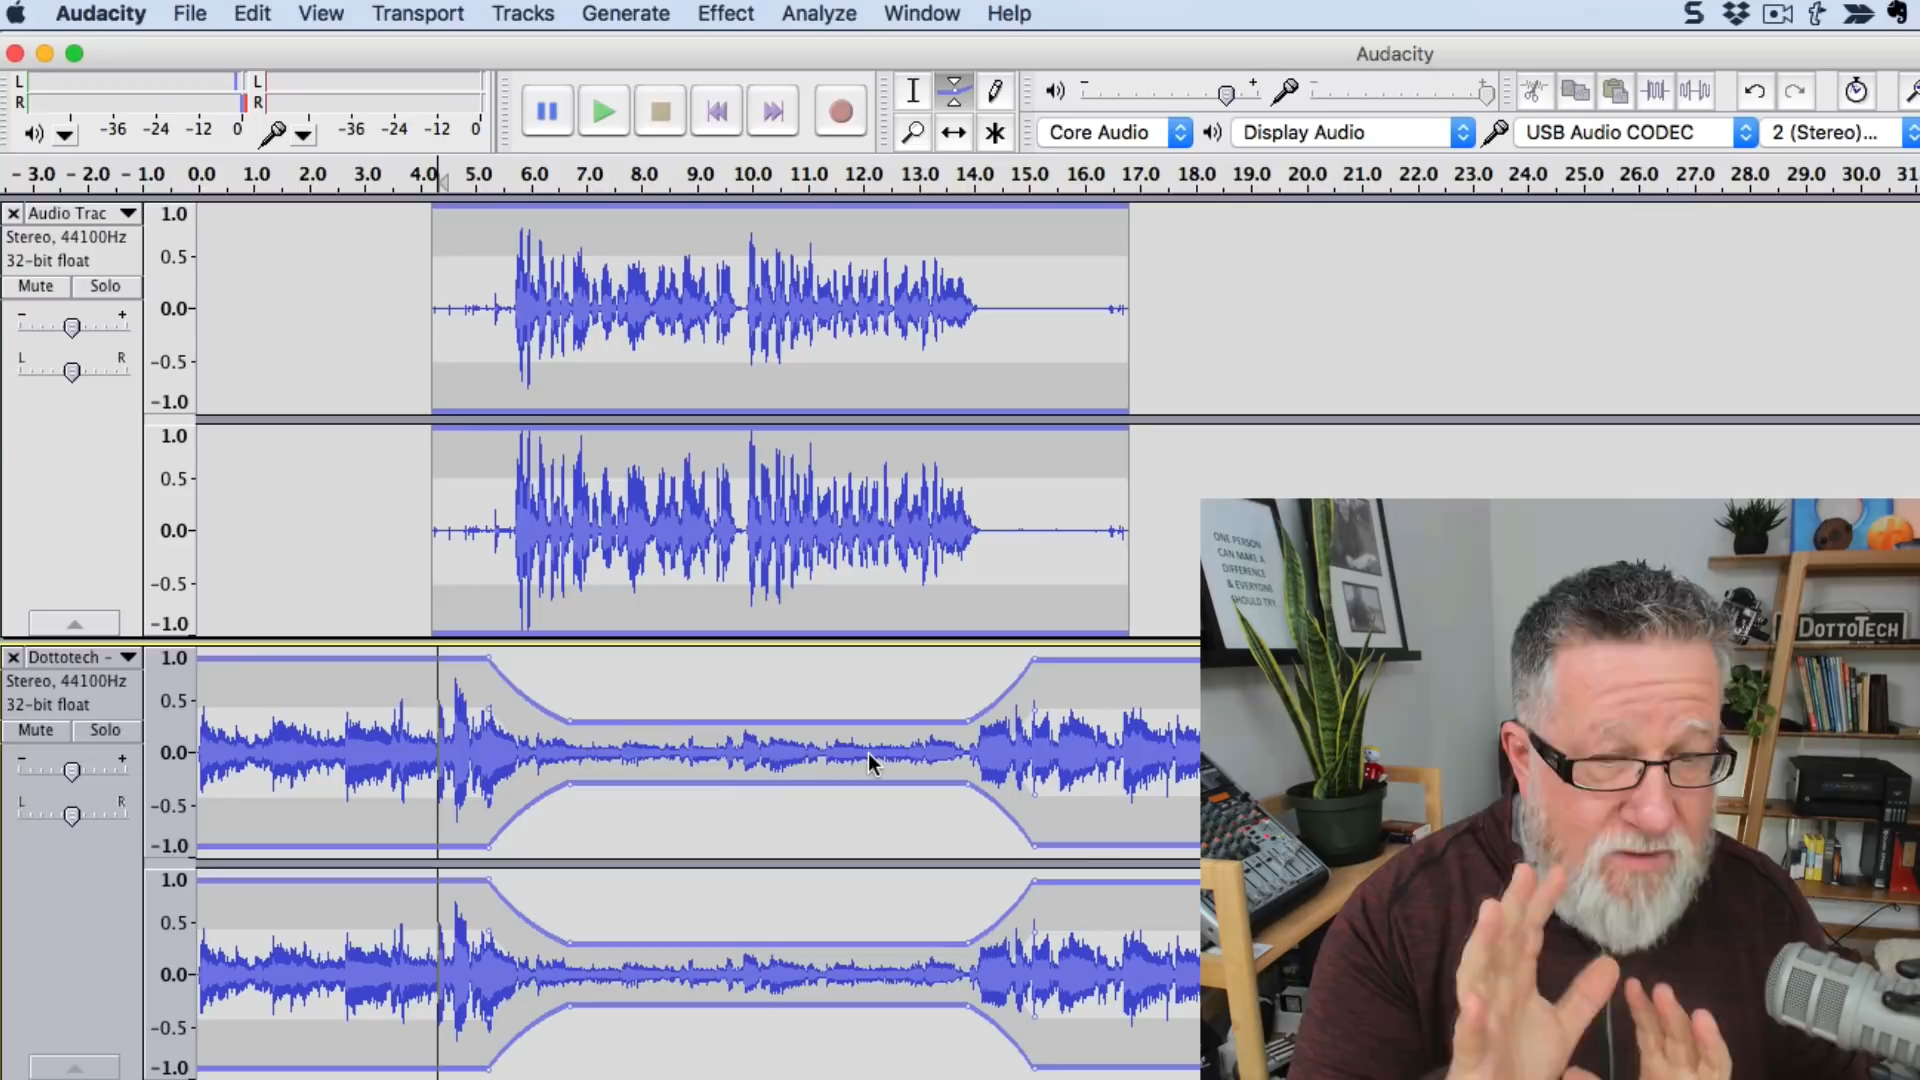 Audacity File Edit View Transport Tracks Generate Effect Analyze Window Help
Audacity
L L
R R
-36 -24 -12 0 -36 -24 -12 0
Core Audio Display Audio USB Audio CODEC 2 (Stereo)...
- 3.0 - 2.0 - 1.0 0.0 1.0 2.0 3.0 4.0 5.0 6.0 7.0 8.0 9.0 10.0 11.0 12.0 13.0 14.0 15.0 16.0 17.0 18.0 19.0 20.0 21.0 22.0 23.0 24.0 25.0 26.0 27.0 28.0 29.0 30.0 31
Audio Trac
Stereo, 44100Hz
32-bit float
Mute Solo
- +
L R
1.0
0.5
0.0
-0.5
-1.0
1.0
0.5
0.0
-0.5
-1.0
Dottotech -
Stereo, 44100Hz
32-bit float
Mute Solo
- +
L R
1.0
0.5
0.0
-0.5
-1.0
1.0
0.5
0.0
-0.5
-1.0
ONE PERSON
CAN MAKE A
DIFFERENCE
& EVERYONE
SHOULD TRY.
DOTTOTECH